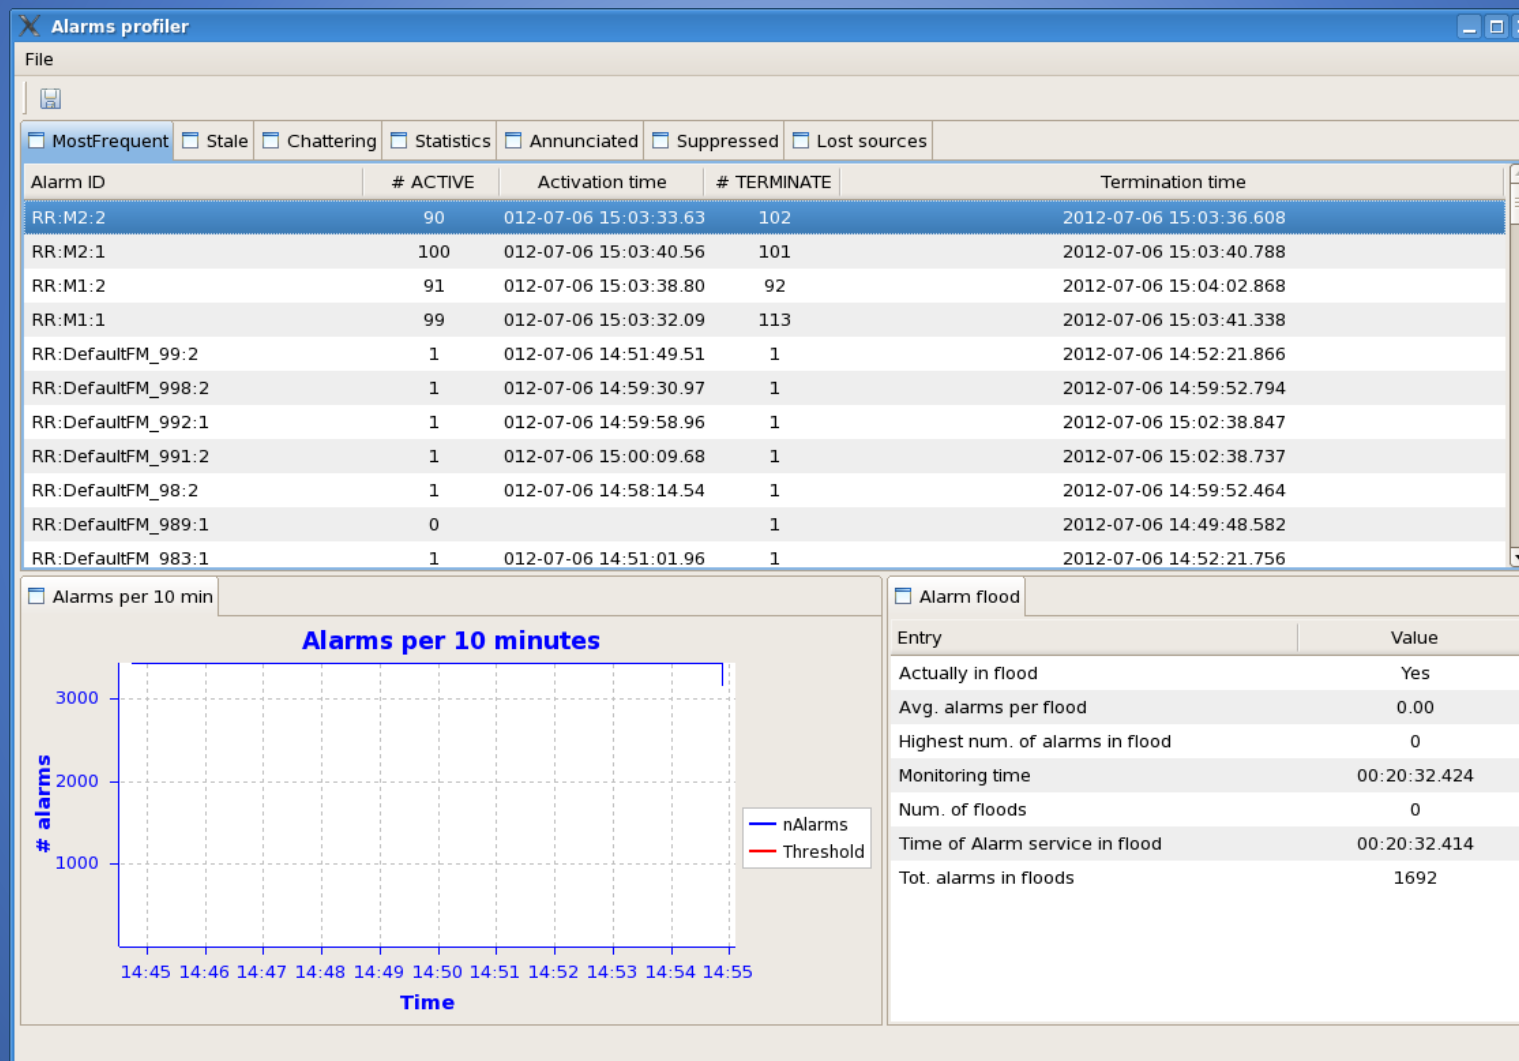 Alarms profiler
File
MostFrequent Stale Chattering Statistics Annunciated Suppressed Lost sources
Alarm ID # ACTIVE Activation time # TERMINATE Termination time
RR:M2:2 90 012-07-06 15:03:33.63 102 2012-07-06 15:03:36.608
RR:M2:1 100 012-07-06 15:03:40.56 101 2012-07-06 15:03:40.788
RR:M1:2 91 012-07-06 15:03:38.80 92 2012-07-06 15:04:02.868
RR:M1:1 99 012-07-06 15:03:32.09 113 2012-07-06 15:03:41.338
RR:DefaultFM_99:2 1 012-07-06 14:51:49.51 1 2012-07-06 14:52:21.866
RR:DefaultFM_998:2 1 012-07-06 14:59:30.97 1 2012-07-06 14:59:52.794
RR:DefaultFM_992:1 1 012-07-06 14:59:58.96 1 2012-07-06 15:02:38.847
RR:DefaultFM_991:2 1 012-07-06 15:00:09.68 1 2012-07-06 15:02:38.737
RR:DefaultFM_98:2 1 012-07-06 14:58:14.54 1 2012-07-06 14:59:52.464
RR:DefaultFM_989:1 0 1 2012-07-06 14:49:48.582
RR:DefaultFM_983:1 1 012-07-06 14:51:01.96 1 2012-07-06 14:52:21.756
Alarms per 10 min
Alarms per 10 minutes
3000
2000
1000
# alarms
14:45 14:46 14:47 14:48 14:49 14:50 14:51 14:52 14:53 14:54 14:55
Time
nAlarms
Threshold
Alarm flood
Entry Value
Actually in flood Yes
Avg. alarms per flood 0.00
Highest num. of alarms in flood 0
Monitoring time 00:20:32.424
Num. of floods 0
Time of Alarm service in flood 00:20:32.414
Tot. alarms in floods 1692